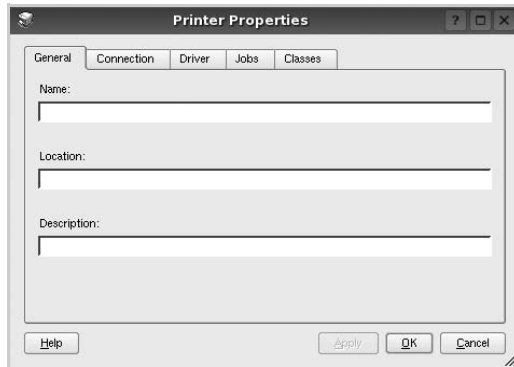 Printer Properties
General Connection Driver Jobs Classes
Name:
Location:
Description:
Help Apply OK Cancel